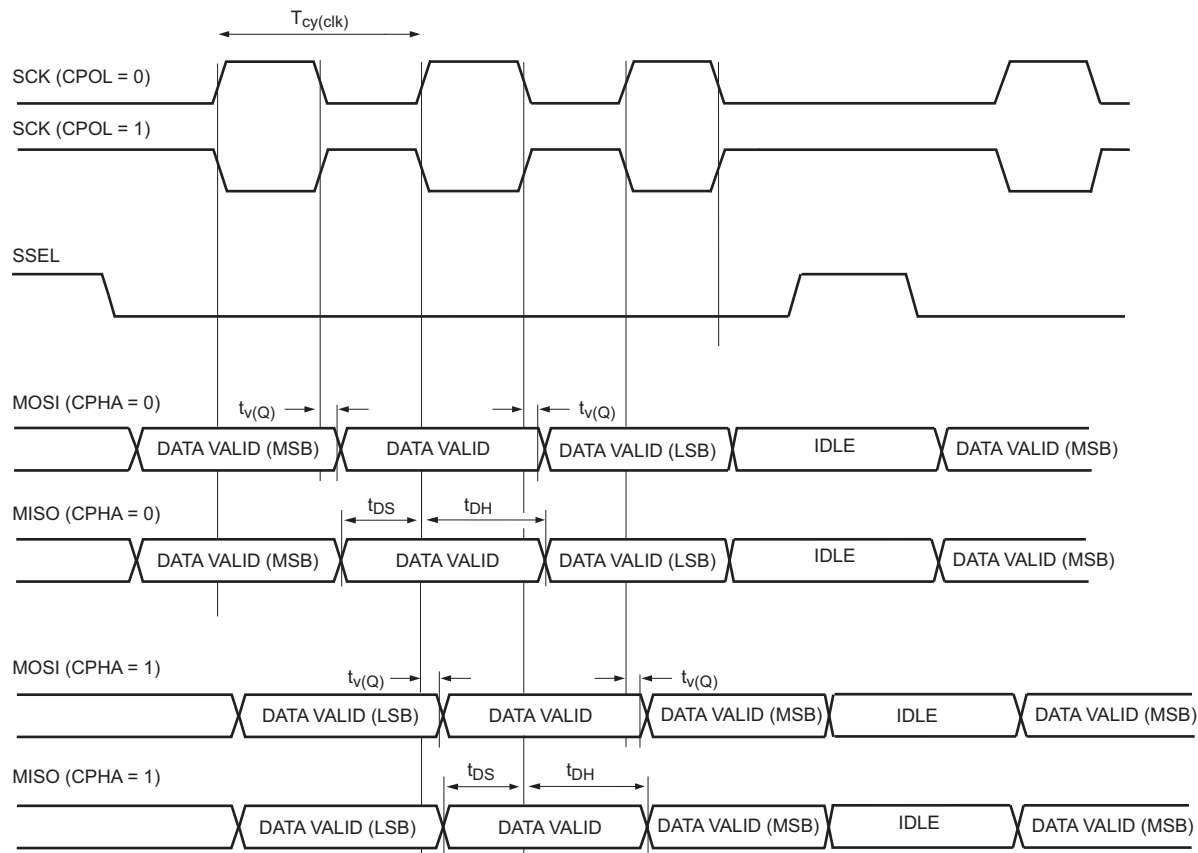 Tcy(clk)
SCK (CPOL = 0)
SCK (CPOL = 1)
SSEL
MOSI (CPHA = 0)
tv(Q) tv(Q)
DATA VALID (MSB) DATA VALID DATA VALID (LSB) IDLE DATA VALID (MSB)
tDS tDH
MISO (CPHA = 0)
DATA VALID (MSB) DATA VALID DATA VALID (LSB) IDLE DATA VALID (MSB)
MOSI (CPHA = 1)
tv(Q) tv(Q)
DATA VALID (LSB) DATA VALID DATA VALID (MSB) IDLE DATA VALID (MSB)
tDS tDH
MISO (CPHA = 1)
DATA VALID (LSB) DATA VALID DATA VALID (MSB) IDLE DATA VALID (MSB)